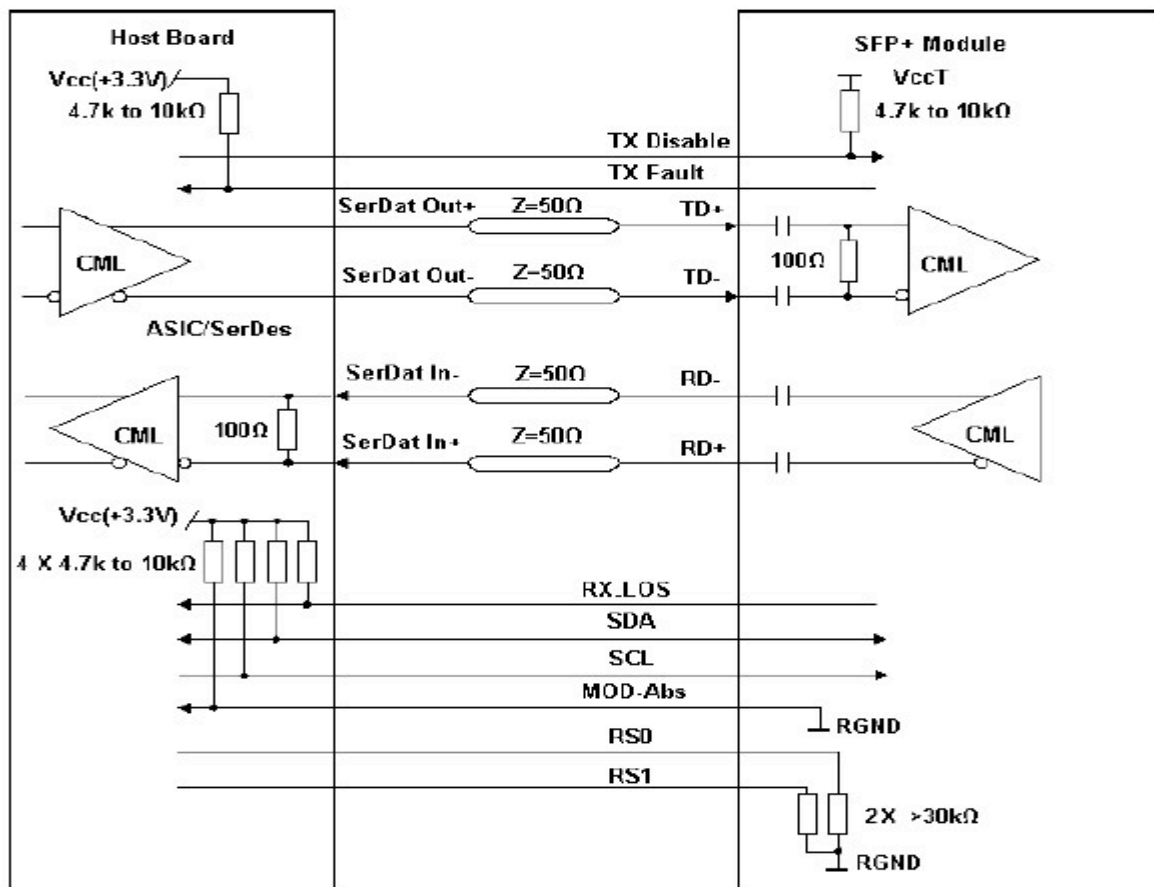 Host Board
SFP+ Module
Vcc(+3.3V)
VccT
4.7k to 10kΩ
4.7k to 10kΩ
TX Disable
TX Fault
SerDat Out+
Z=50Ω
TD+
CML
100Ω
CML
SerDat Out-
Z=50Ω
TD-
ASIC/SerDes
SerDat In-
Z=50Ω
RD-
CML
100Ω
SerDat In+
Z=50Ω
RD+
CML
Vcc(+3.3V)
4 X 4.7k to 10kΩ
RX_LOS
SDA
SCL
MOD-Abs
RGND
RS0
RS1
2X >30kΩ
RGND